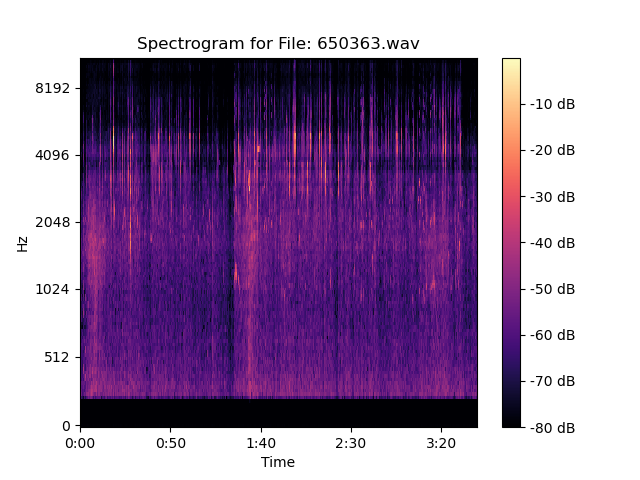 Spectrogram for File: 650363.wav
8192
4096
2048
1024
512
0
Hz
0:00 0:50 1:40 2:30 3:20
Time
-10 dB
-20 dB
-30 dB
-40 dB
-50 dB
-60 dB
-70 dB
-80 dB